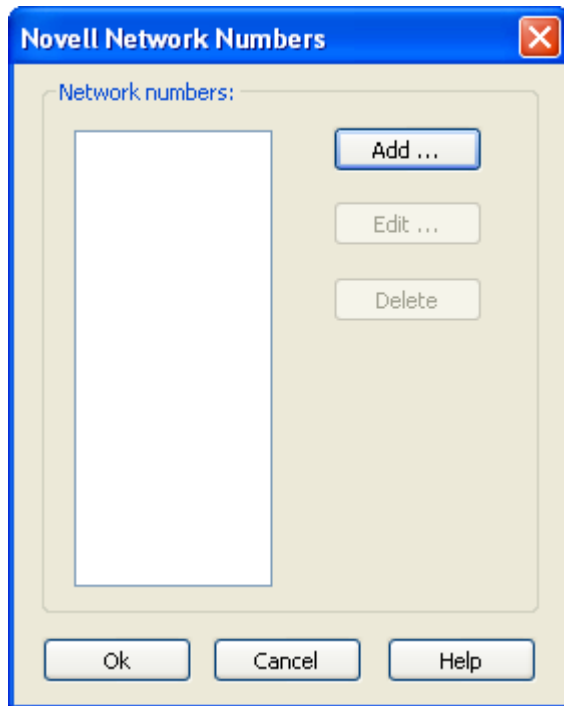 Novell Network Numbers
Network numbers:
Add ...
Edit ...
Delete
Ok
Cancel
Help